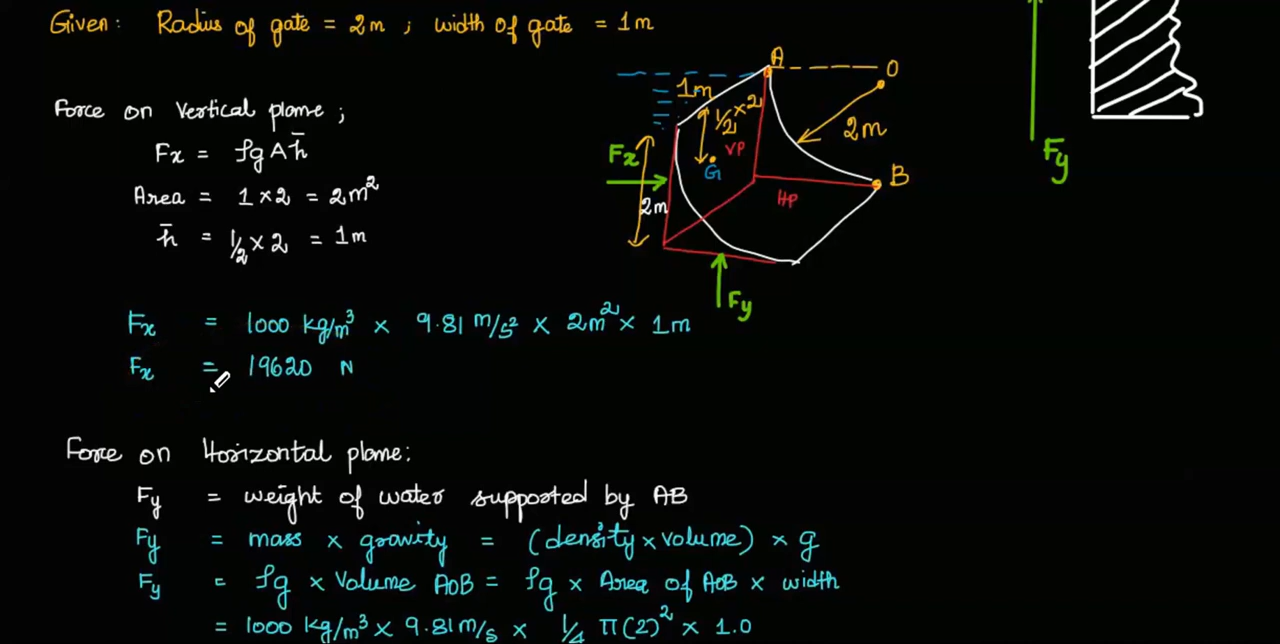 Given: Radius of gate = 2m ; width of gate = 1m
Force on Vertical plane ;
Fx = ρg A h̄
Area = 1 × 2 = 2m²
h̄ = 1/2 × 2 = 1m
Fx = 1000 kg/m³ × 9.81 m/s² × 2m² × 1m
Fx = 19620 N
A
O
1m
1/2 × 2
2m
Fx
VP
G
B
2m
HP
Fy
Fy
Force on Horizontal plane:
Fy = weight of water supported by AB
Fy = mass × gravity = (density × volume) × g
Fy = ρg × Volume AOB = ρg × Area of AOB × width
= 1000 kg/m³ × 9.81 m/s × 1/4 π(2)² × 1.0